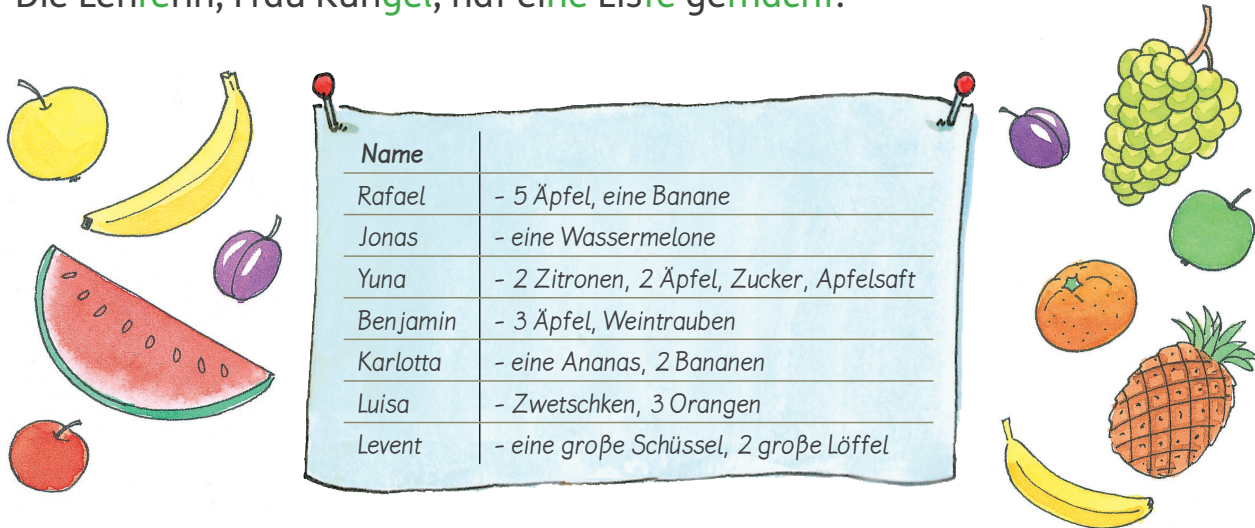 Die Lehrerin, Frau Kungel, hat eine Liste gemacht.
Name
Rafael - 5 Äpfel, eine Banane
Jonas - eine Wassermelone
Yuna - 2 Zitronen, 2 Äpfel, Zucker, Apfelsaft
Benjamin - 3 Äpfel, Weintrauben
Karlotta - eine Ananas, 2 Bananen
Luisa - Zwetschken, 3 Orangen
Levent - eine große Schüssel, 2 große Löffel